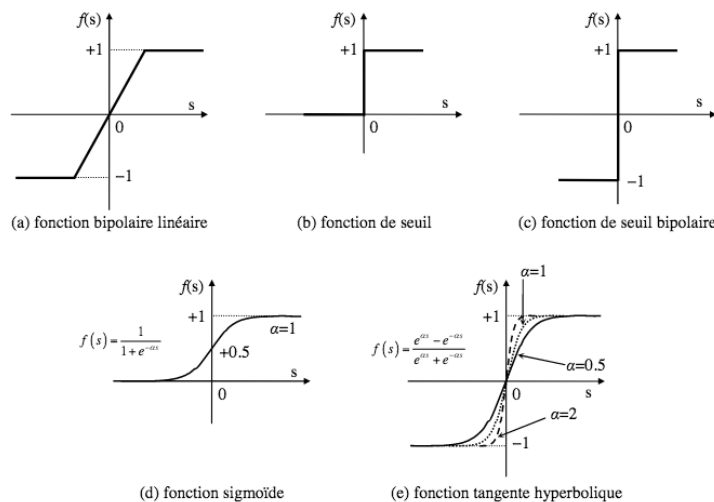 f(s)
+1
s
0
−1
(a) fonction bipolaire linéaire
f(s)
+1
s
0
(b) fonction de seuil
f(s)
+1
s
0
−1
(c) fonction de seuil bipolaire
f(s)
+1
α=1
f(s)=1/(1+e^{-αs})
+0.5
s
0
(d) fonction sigmoïde
f(s)
α=1
+1
f(s)=(e^{αs}−e^{-αs})/(e^{αs}+e^{-αs})
α=0.5
s
0
α=2
−1
(e) fonction tangente hyperbolique